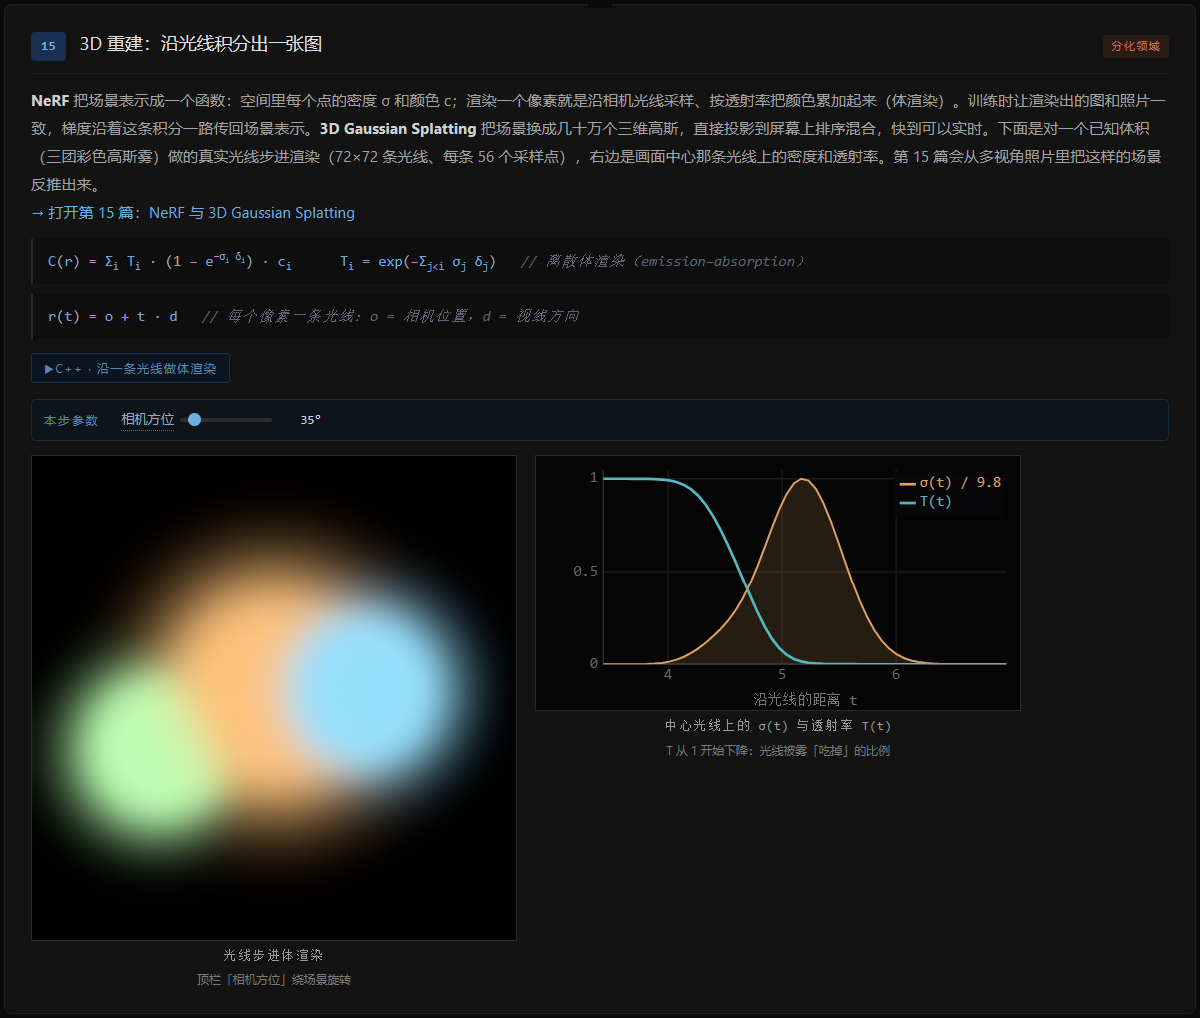 15
3D 重建：沿光线积分出一张图
分化领域
NeRF 把场景表示成一个函数：空间里每个点的密度 σ 和颜色 c；渲染一个像素就是沿相机光线采样、按透射率把颜色累加起来（体渲染）。训练时让渲染出的图和照片一
致，梯度沿着这条积分一路传回场景表示。3D Gaussian Splatting 把场景换成几十万个三维高斯，直接投影到屏幕上排序混合，快到可以实时。下面是对一个已知体积
（三团彩色高斯雾）做的真实光线步进渲染（72×72 条光线、每条 56 个采样点），右边是画面中心那条光线上的密度和透射率。第 15 篇会从多视角照片里把这样的场景
反推出来。
→ 打开第 15 篇：NeRF 与 3D Gaussian Splatting
C(r) = Σi Ti · (1 − e−σi δi) · ci Ti = exp(−Σj<i σj δj) // 离散体渲染（emission–absorption）
r(t) = o + t · d // 每个像素一条光线：o = 相机位置，d = 视线方向
▶C++ · 沿一条光线做体渲染
本步参数 相机方位 35°
1
0.5
0
4 5 6
σ(t) / 9.8
T(t)
沿光线的距离 t
中心光线上的 σ(t) 与透射率 T(t)
T 从 1 开始下降：光线被雾「吃掉」的比例
光线步进体渲染
顶栏「相机方位」绕场景旋转